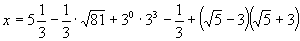 x = 5 1/3 − 1/3 · √81 + 3⁰ · 3³ − 1/3 + (√5 − 3)(√5 + 3)